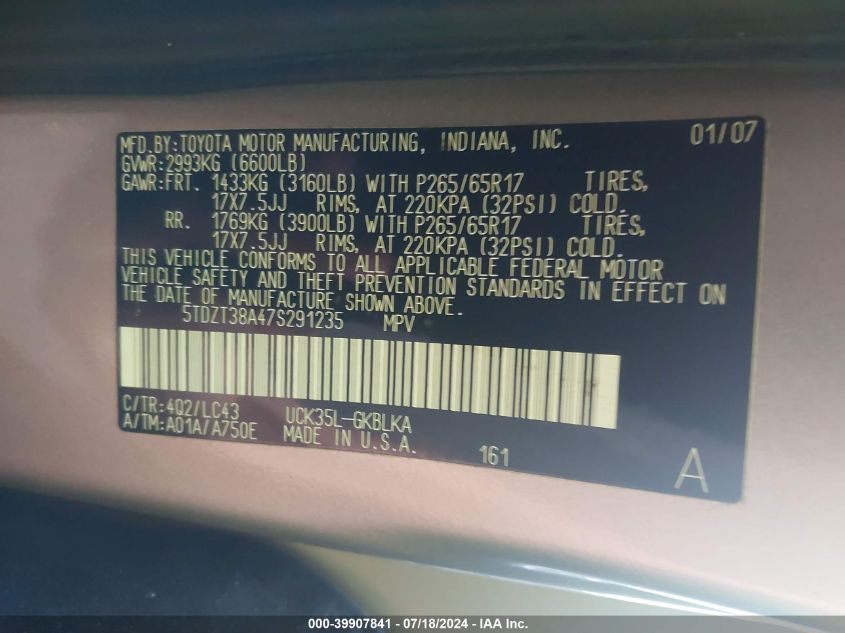 MFD.BY:TOYOTA MOTOR MANUFACTURING, INDIANA, INC. 01/07
GVWR:2993KG (6600LB)
GAWR:FRT. 1433KG (3160LB) WITH P265/65R17 TIRES,
17X7.5JJ RIMS, AT 220KPA (32PSI) COLD.
RR. 1769KG (3900LB) WITH P265/65R17 TIRES,
17X7.5JJ RIMS, AT 220KPA (32PSI) COLD.
THIS VEHICLE CONFORMS TO ALL APPLICABLE FEDERAL MOTOR
VEHICLE SAFETY AND THEFT PREVENTION STANDARDS IN EFFECT ON
THE DATE OF MANUFACTURE SHOWN ABOVE.
5TDZT38A47S291235 MPV
C/TR:4Q2/LC43 UCK35L-GKBLKA
A/TM:A01A/A750E MADE IN U.S.A.
161 A
000-39907841 - 07/18/2024 - IAA Inc.